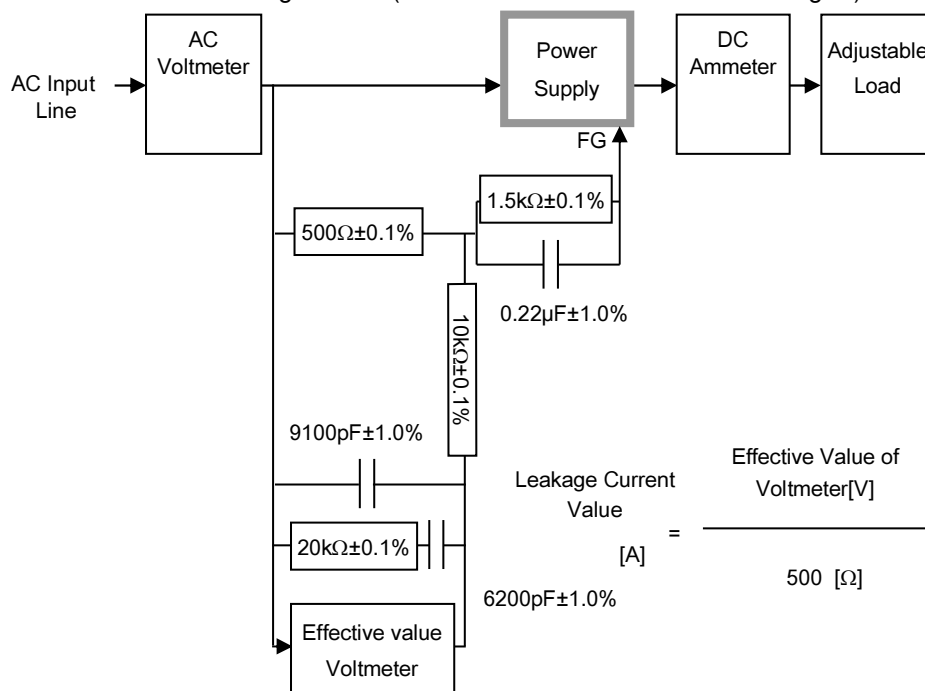 AC
Voltmeter
Power
Supply
DC
Ammeter
Adjustable
Load
AC Input
Line
FG
1.5kΩ±0.1%
500Ω±0.1%
0.22µF±1.0%
10kΩ±0.1%
9100pF±1.0%
Effective Value of
Voltmeter[V]
Leakage Current
Value
[A]
=
500 [Ω]
20kΩ±0.1%
6200pF±1.0%
Effective value
Voltmeter